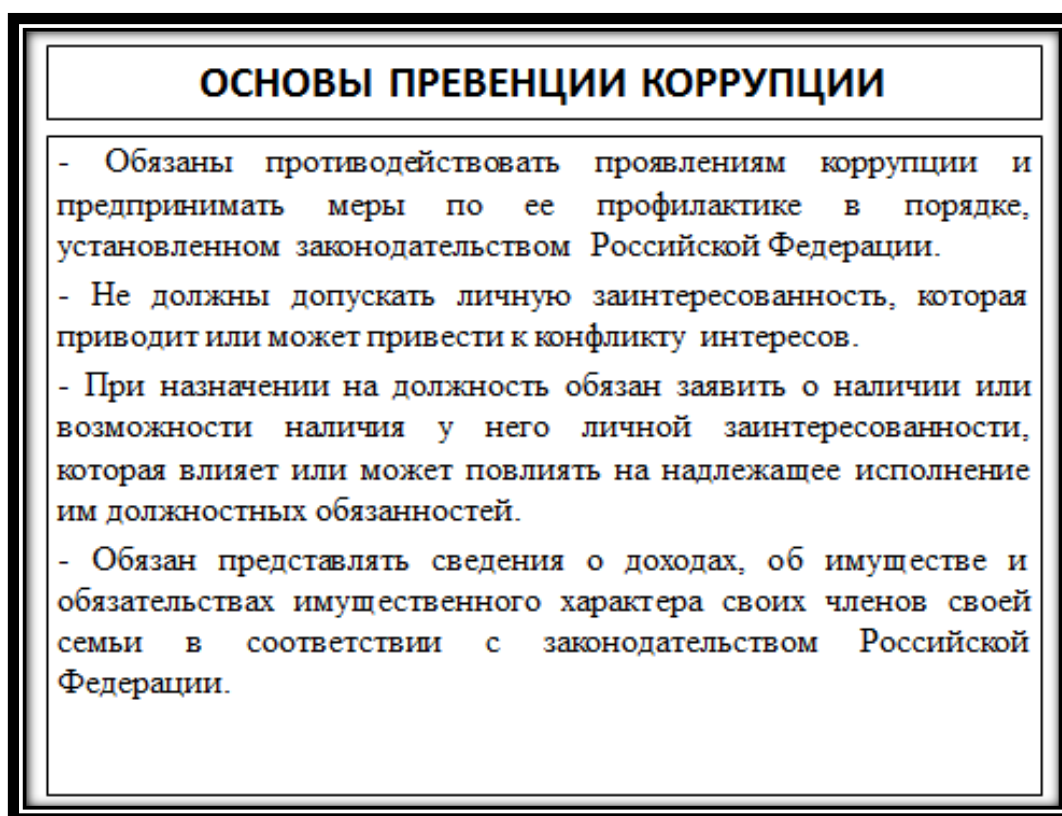 ОСНОВЫ ПРЕВЕНЦИИ КОРРУПЦИИ
- Обязаны противодействовать проявлениям коррупции и
предпринимать меры по ее профилактике в порядке,
установленном законодательством Российской Федерации.
- Не должны допускать личную заинтересованность, которая
приводит или может привести к конфликту интересов.
- При назначении на должность обязан заявить о наличии или
возможности наличия у него личной заинтересованности,
которая влияет или может повлиять на надлежащее исполнение
им должностных обязанностей.
- Обязан представлять сведения о доходах, об имуществе и
обязательствах имущественного характера своих членов своей
семьи в соответствии с законодательством Российской
Федерации.